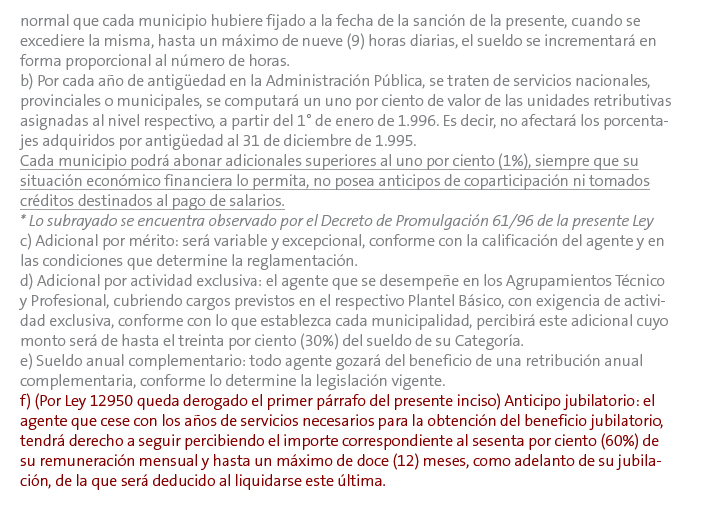 normal que cada municipio hubiere fijado a la fecha de la sanción de la presente, cuando se
excediere la misma, hasta un máximo de nueve (9) horas diarias, el sueldo se incrementará en
forma proporcional al número de horas.
b) Por cada año de antigüedad en la Administración Pública, se traten de servicios nacionales,
provinciales o municipales, se computará un uno por ciento de valor de las unidades retributivas
asignadas al nivel respectivo, a partir del 1° de enero de 1.996. Es decir, no afectará los porcenta-
jes adquiridos por antigüedad al 31 de diciembre de 1.995.
Cada municipio podrá abonar adicionales superiores al uno por ciento (1%), siempre que su
situación económico financiera lo permita, no posea anticipos de coparticipación ni tomados
créditos destinados al pago de salarios.
* Lo subrayado se encuentra observado por el Decreto de Promulgación 61/96 de la presente Ley
c) Adicional por mérito: será variable y excepcional, conforme con la calificación del agente y en
las condiciones que determine la reglamentación.
d) Adicional por actividad exclusiva: el agente que se desempeñe en los Agrupamientos Técnico
y Profesional, cubriendo cargos previstos en el respectivo Plantel Básico, con exigencia de activi-
dad exclusiva, conforme con lo que establezca cada municipalidad, percibirá este adicional cuyo
monto será de hasta el treinta por ciento (30%) del sueldo de su Categoría.
e) Sueldo anual complementario: todo agente gozará del beneficio de una retribución anual
complementaria, conforme lo determine la legislación vigente.
f) (Por Ley 12950 queda derogado el primer párrafo del presente inciso) Anticipo jubilatorio: el
agente que cese con los años de servicios necesarios para la obtención del beneficio jubilatorio,
tendrá derecho a seguir percibiendo el importe correspondiente al sesenta por ciento (60%) de
su remuneración mensual y hasta un máximo de doce (12) meses, como adelanto de su jubila-
ción, de la que será deducido al liquidarse este última.